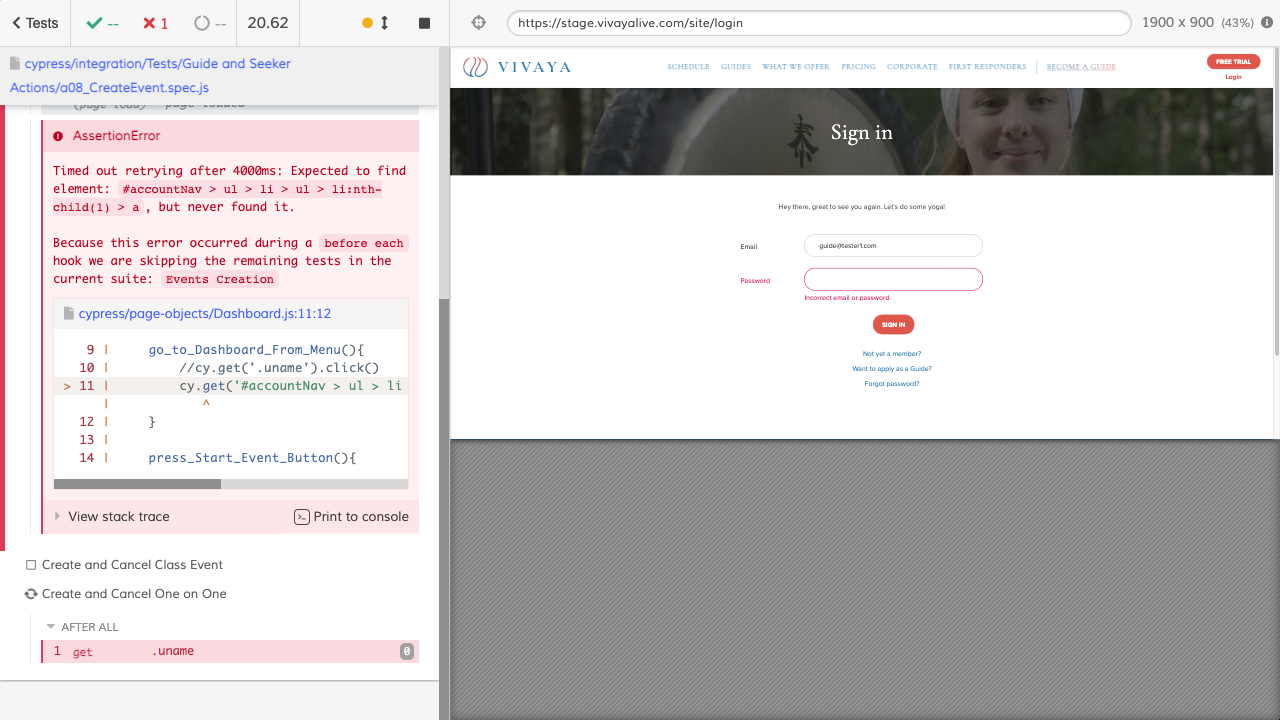 Tests
--
1
--
20.62
https://stage.vivayalive.com/site/login
1900 x 900 (43%)
cypress/integration/Tests/Guide and Seeker
Actions/a08_CreateEvent.spec.js
(page load) page loaded
AssertionError
Timed out retrying after 4000ms: Expected to find
element: #accountNav > ul > li > ul > li:nth-
child(1) > a, but never found it.
Because this error occurred during a before each
hook we are skipping the remaining tests in the
current suite: Events Creation
cypress/page-objects/Dashboard.js:11:12
9 | go_to_Dashboard_From_Menu(){
10 | //cy.get('.uname').click()
> 11 | cy.get('#accountNav > ul > li
| ^
12 | }
13 |
14 | press_Start_Event_Button(){
View stack trace
Print to console
Create and Cancel Class Event
Create and Cancel One on One
AFTER ALL
1 get .uname 0
VIVAYA
SCHEDULE GUIDES WHAT WE OFFER PRICING CORPORATE FIRST RESPONDERS BECOME A GUIDE
FREE TRIAL
Login
Sign in
Hey there, great to see you again. Let's do some yoga!
Email guide@tester1.com
Password
Incorrect email or password.
SIGN IN
Not yet a member?
Want to apply as a Guide?
Forgot password?